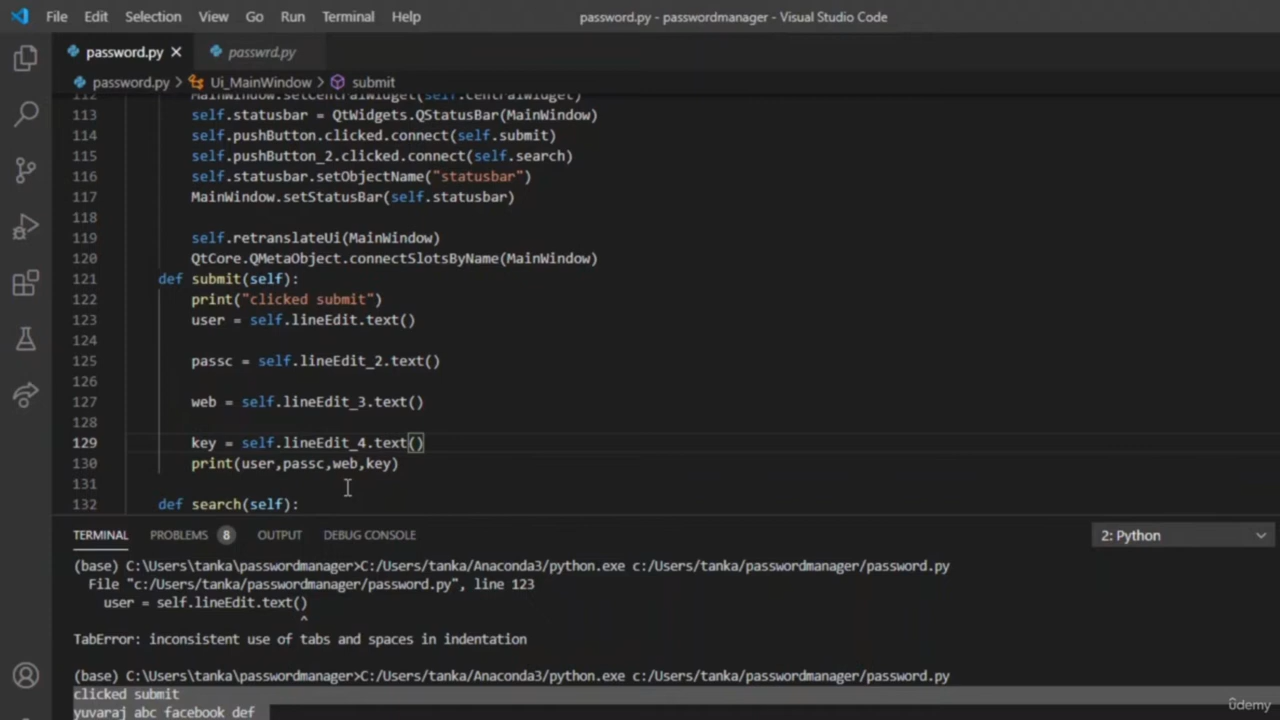 File Edit Selection View Go Run Terminal Help password.py - passwordmanager - Visual Studio Code
password.py passwrd.py
password.py > Ui_MainWindow > submit
112 MainWindow.setCentralWidget(self.centralwidget)
113 self.statusbar = QtWidgets.QStatusBar(MainWindow)
114 self.pushButton.clicked.connect(self.submit)
115 self.pushButton_2.clicked.connect(self.search)
116 self.statusbar.setObjectName("statusbar")
117 MainWindow.setStatusBar(self.statusbar)
118
119 self.retranslateUi(MainWindow)
120 QtCore.QMetaObject.connectSlotsByName(MainWindow)
121 def submit(self):
122 print("clicked submit")
123 user = self.lineEdit.text()
124
125 passc = self.lineEdit_2.text()
126
127 web = self.lineEdit_3.text()
128
129 key = self.lineEdit_4.text()
130 print(user,passc,web,key)
131
132 def search(self):
TERMINAL PROBLEMS 8 OUTPUT DEBUG CONSOLE 2: Python
(base) C:\Users\tanka\passwordmanager>C:/Users/tanka/Anaconda3/python.exe c:/Users/tanka/passwordmanager/password.py
File "c:/Users/tanka/passwordmanager/password.py", line 123
user = self.lineEdit.text()
^
TabError: inconsistent use of tabs and spaces in indentation
(base) C:\Users\tanka\passwordmanager>C:/Users/tanka/Anaconda3/python.exe c:/Users/tanka/passwordmanager/password.py
clicked submit
yuvaraj abc facebook def
ûdemy